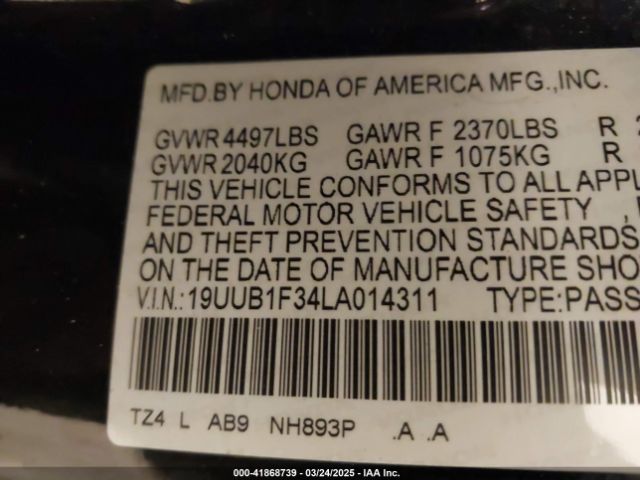 MFD.BY HONDA OF AMERICA MFG.,INC.
GVWR 4497LBS GAWR F 2370LBS R
GVWR 2040KG GAWR F 1075KG R
THIS VEHICLE CONFORMS TO ALL APPL
FEDERAL MOTOR VEHICLE SAFETY ,
AND THEFT PREVENTION STANDARDS
ON THE DATE OF MANUFACTURE SHO
V.I.N.:19UUB1F34LA014311 TYPE:PASS
TZ4 L AB9 NH893P .A .A
000-41868739 - 03/24/2025 - IAA Inc.